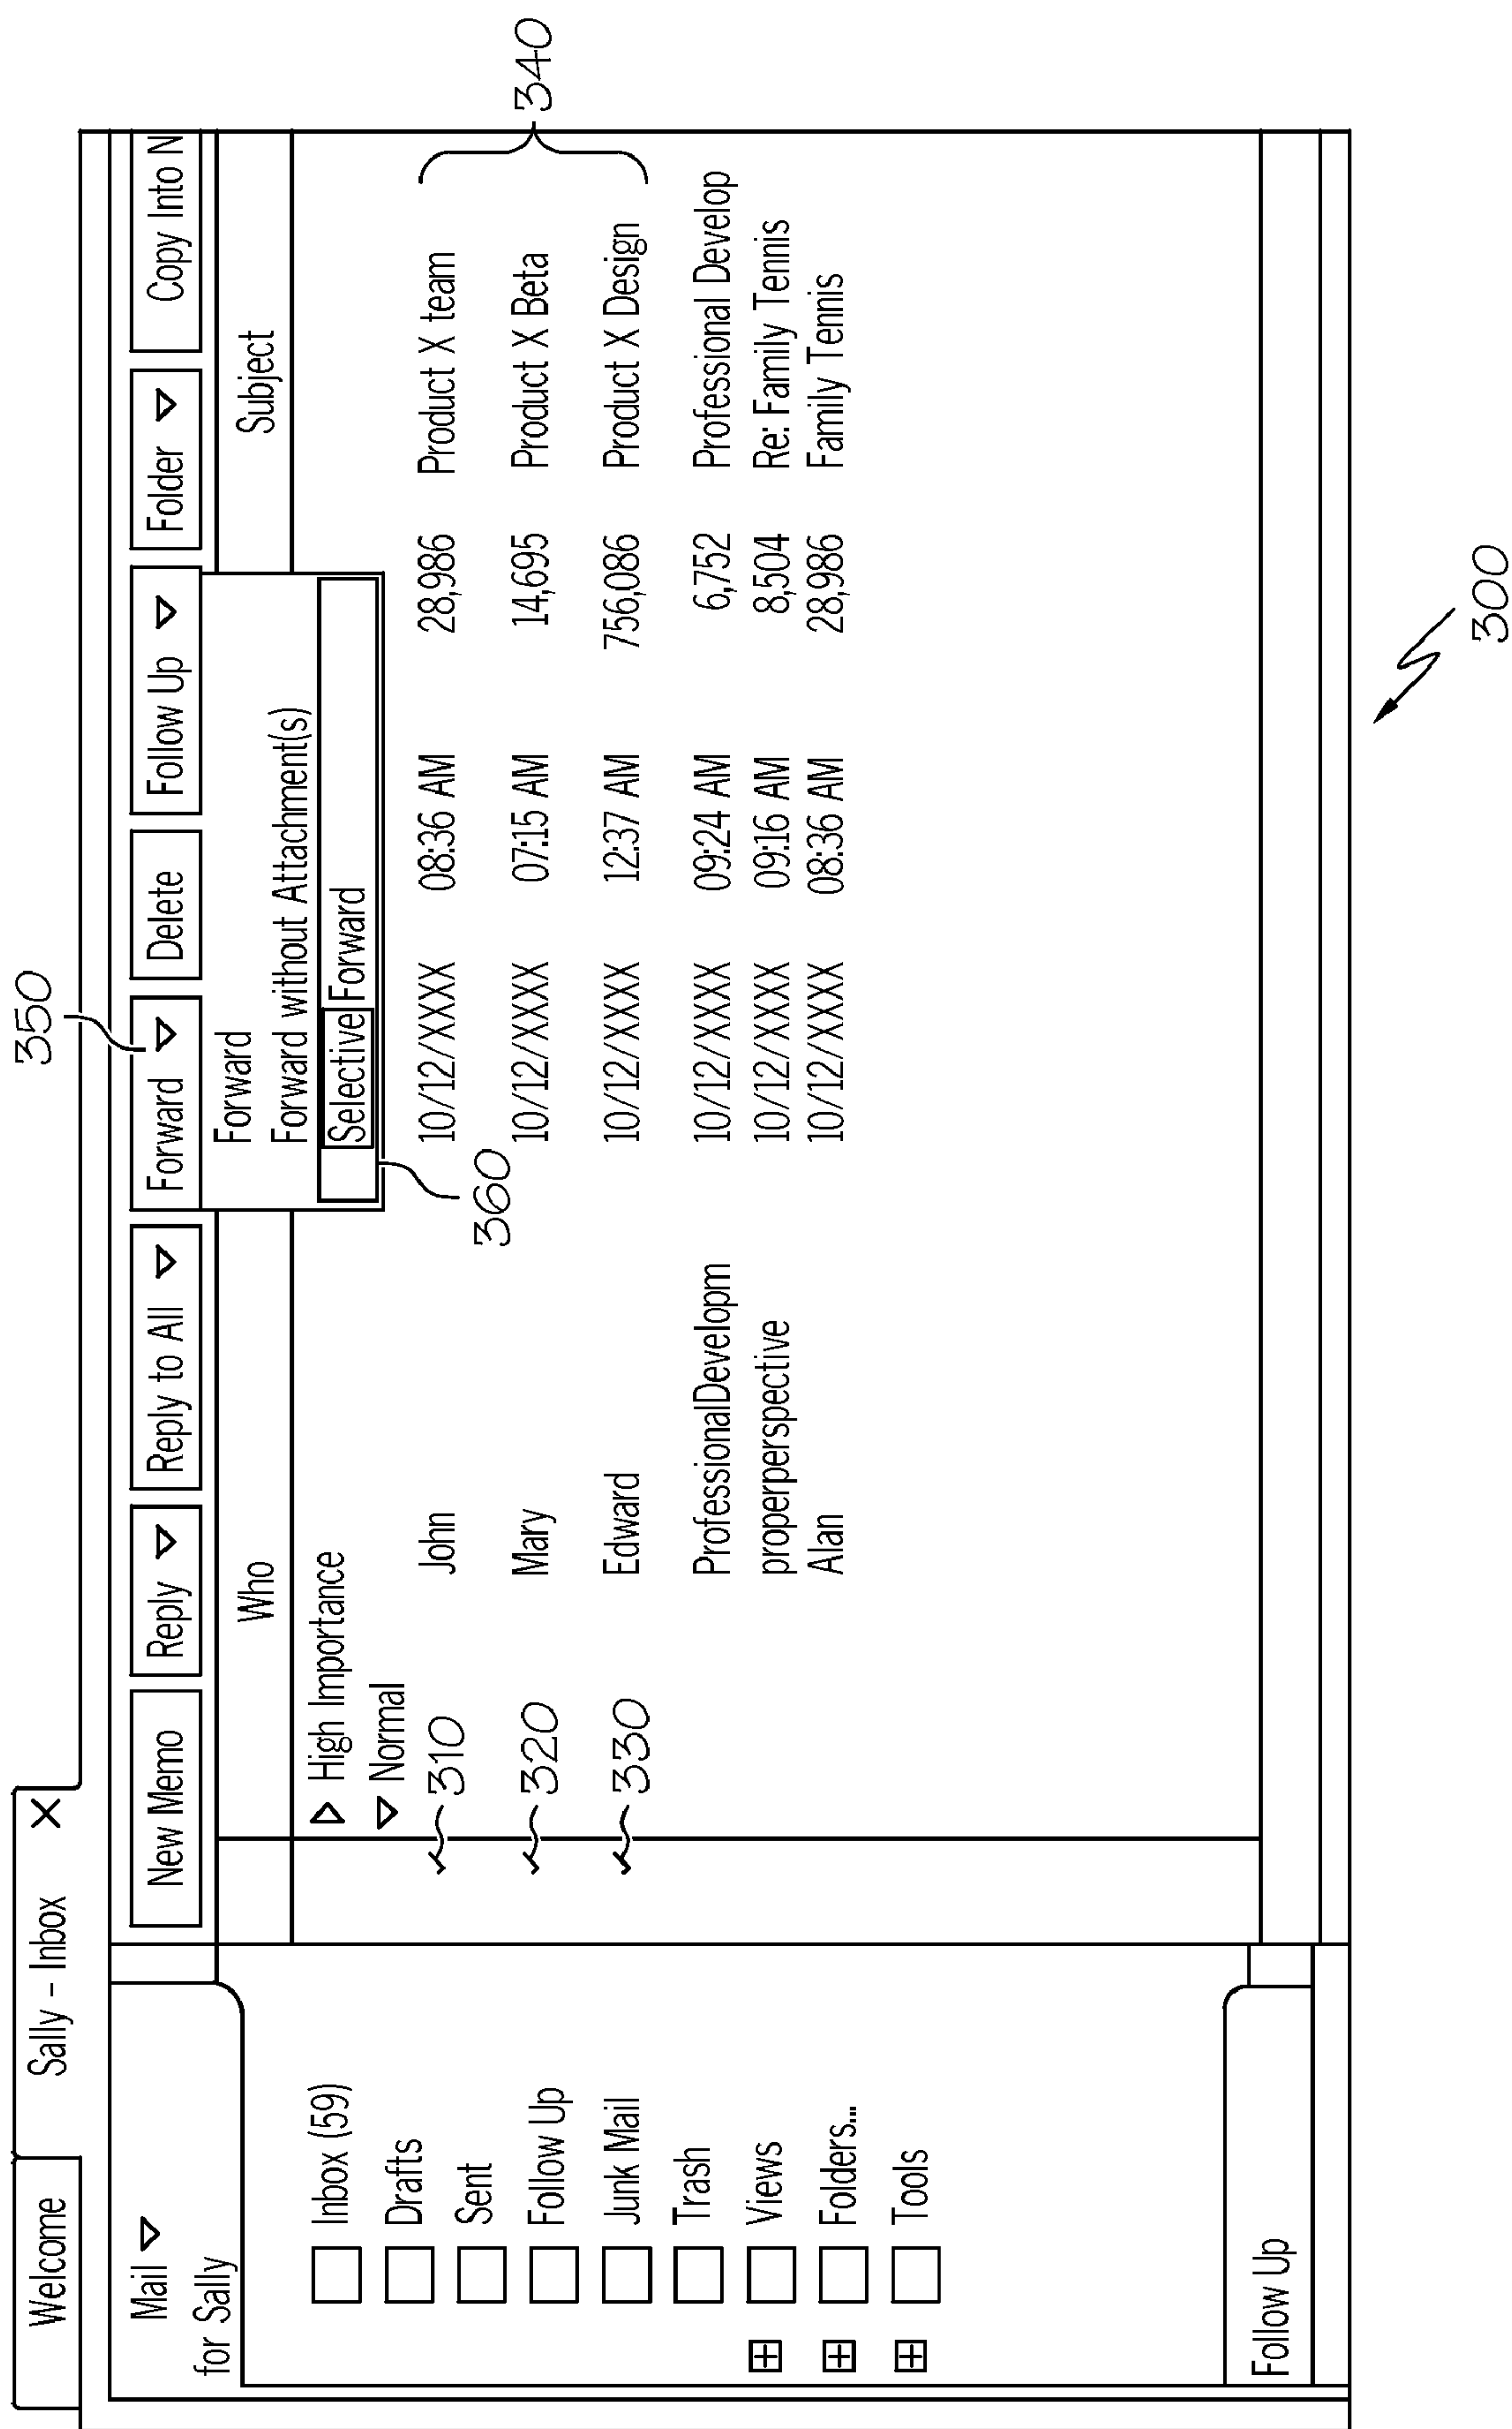 350
Welcome Sally - Inbox X
Mail
for Sally
New Memo Reply Reply to All Forward Delete Follow Up Folder Copy Into N
Who Subject
Forward
Forward without Attachment(s)
Selective Forward
360
Inbox (59)
Drafts
Sent
Follow Up
Junk Mail
Trash
Views
Folders...
Tools
High Importance
Normal
310 John 10/12/XXXX 08:36 AM 28,986 Product X team
320 Mary 10/12/XXXX 07:15 AM 14,695 Product X Beta
330 Edward 10/12/XXXX 12:37 AM 756,086 Product X Design
340
ProfessionalDevelopm 10/12/XXXX 09:24 AM 6,752 Professional Develop
properperspective 10/12/XXXX 09:16 AM 8,504 Re: Family Tennis
Alan 10/12/XXXX 08:36 AM 28,986 Family Tennis
Follow Up
300